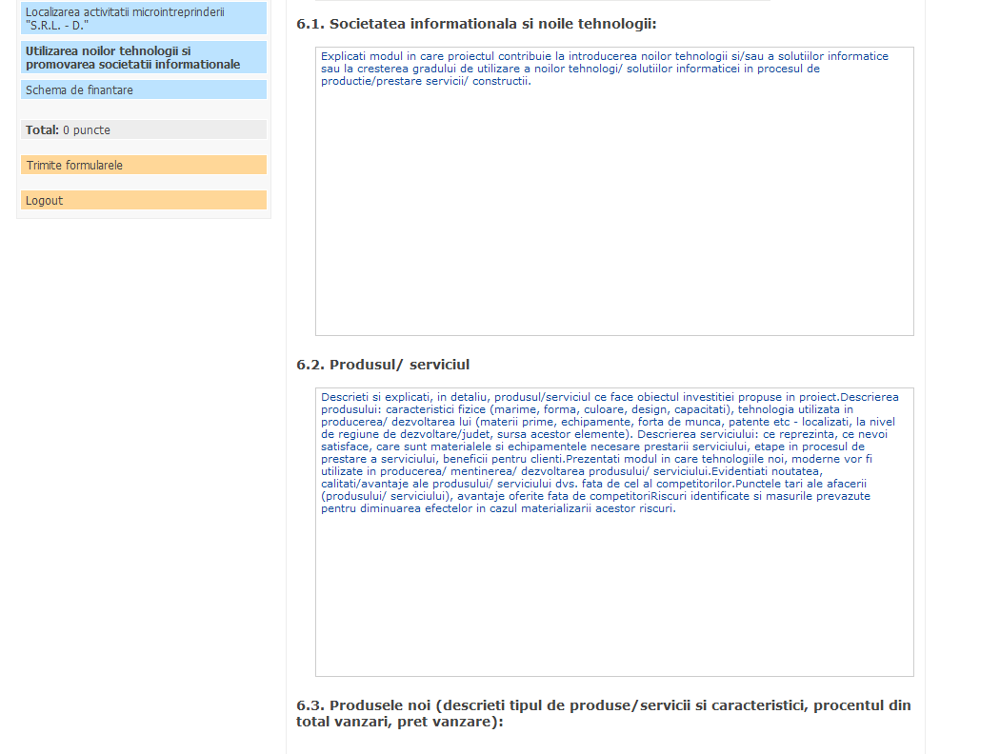 Localizarea activitatii microintreprinderii
"S.R.L. - D."
Utilizarea noilor tehnologii si
promovarea societatii informationale
Schema de finantare
Total: 0 puncte
Trimite formularele
Logout
6.1. Societatea informationala si noile tehnologii:
Explicati modul in care proiectul contribuie la introducerea noilor tehnologii si/sau a solutiilor informatice
sau la cresterea gradului de utilizare a noilor tehnologi/ solutiilor informaticei in procesul de
productie/prestare servicii/ constructii.
6.2. Produsul/ serviciul
Descrieti si explicati, in detaliu, produsul/serviciul ce face obiectul investitiei propuse in proiect.Descrierea
produsului: caracteristici fizice (marime, forma, culoare, design, capacitati), tehnologia utilizata in
producerea/ dezvoltarea lui (materii prime, echipamente, forta de munca, patente etc - localizati, la nivel
de regiune de dezvoltare/judet, sursa acestor elemente). Descrierea serviciului: ce reprezinta, ce nevoi
satisface, care sunt materialele si echipamentele necesare prestarii serviciului, etape in procesul de
prestare a serviciului, beneficii pentru clienti.Prezentati modul in care tehnologiile noi, moderne vor fi
utilizate in producerea/ mentinerea/ dezvoltarea produsului/ serviciului.Evidentiati noutatea,
calitati/avantaje ale produsului/ serviciului dvs. fata de cel al competitorilor.Punctele tari ale afacerii
(produsului/ serviciului), avantaje oferite fata de competitoriRiscuri identificate si masurile prevazute
pentru diminuarea efectelor in cazul materializarii acestor riscuri.
6.3. Produsele noi (descrieti tipul de produse/servicii si caracteristici, procentul din
total vanzari, pret vanzare):